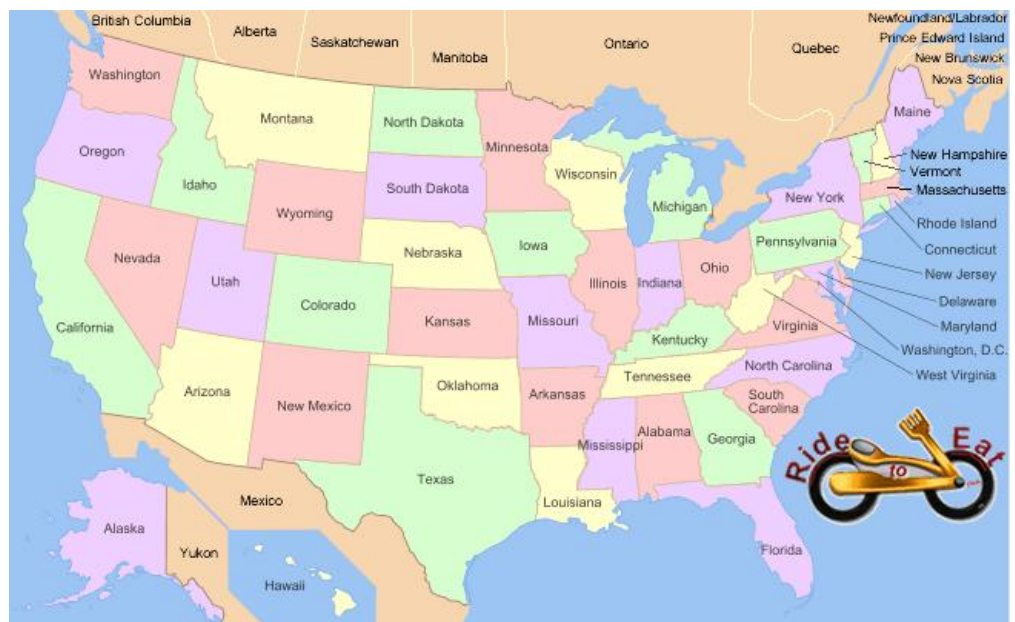 British Columbia
Alberta
Saskatchewan
Manitoba
Ontario
Quebec
Newfoundland/Labrador
Prince Edward Island
New Brunswick
Nova Scotia
Washington
Montana
North Dakota
Minnesota
Maine
Oregon
Idaho
South Dakota
Wisconsin
New Hampshire
Vermont
Massachusetts
Wyoming
Michigan
New York
Rhode Island
Nebraska
Iowa
Pennsylvania
Connecticut
Nevada
Utah
Illinois
Indiana
Ohio
New Jersey
Colorado
Delaware
California
Kansas
Missouri
Kentucky
Virginia
Maryland
Washington, D.C.
West Virginia
Arizona
New Mexico
Oklahoma
Arkansas
Tennessee
North Carolina
South
Carolina
Mississippi
Alabama
Georgia
Ride to Eat
Texas
Louisiana
Mexico
Alaska
Yukon
Hawaii
Florida